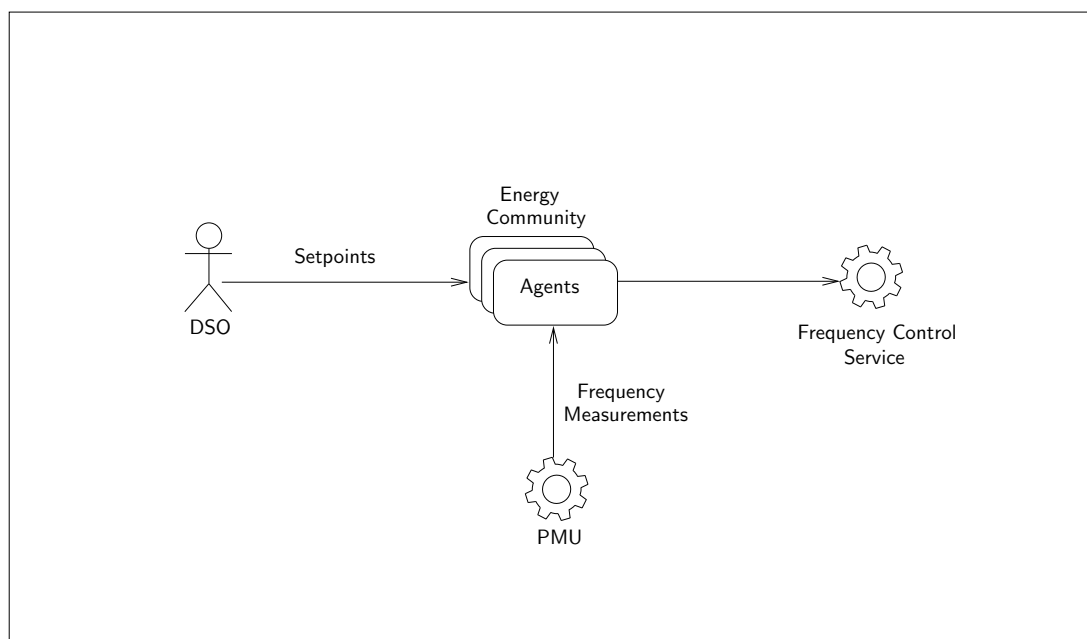 Energy
Community
Setpoints
Agents
DSO
Frequency Control
Service
Frequency
Measurements
PMU